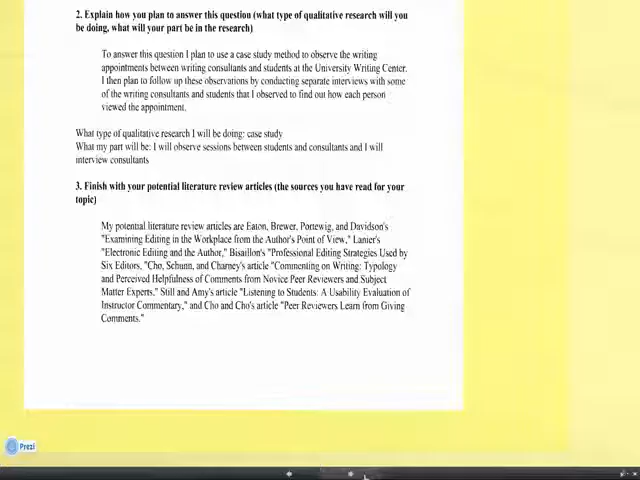 2. Explain how you plan to answer this question (what type of qualitative research will you
be doing, what will your part be in the research)
To answer this question I plan to use a case study method to observe the writing
appointments between writing consultants and students at the University Writing Center.
I then plan to follow up these observations by conducting separate interviews with some
of the writing consultants and students that I observed to find out how each person
viewed the appointment.
What type of qualitative research I will be doing: case study
What my part will be: I will observe sessions between students and consultants and I will
interview consultants
3. Finish with your potential literature review articles (the sources you have read for your
topic)
My potential literature review articles are Eaton, Brewer, Portewig, and Davidson's
"Examining Editing in the Workplace from the Author's Point of View," Lanier's
"Electronic Editing and the Author," Bisaillon's "Professional Editing Strategies Used by
Six Editors, "Cho, Schunn, and Charney's article "Commenting on Writing: Typology
and Perceived Helpfulness of Comments from Novice Peer Reviewers and Subject
Matter Experts," Still and Amy's article "Listening to Students: A Usability Evaluation of
Instructor Commentary," and Cho and Cho's article "Peer Reviewers Learn from Giving
Comments."
Prezi